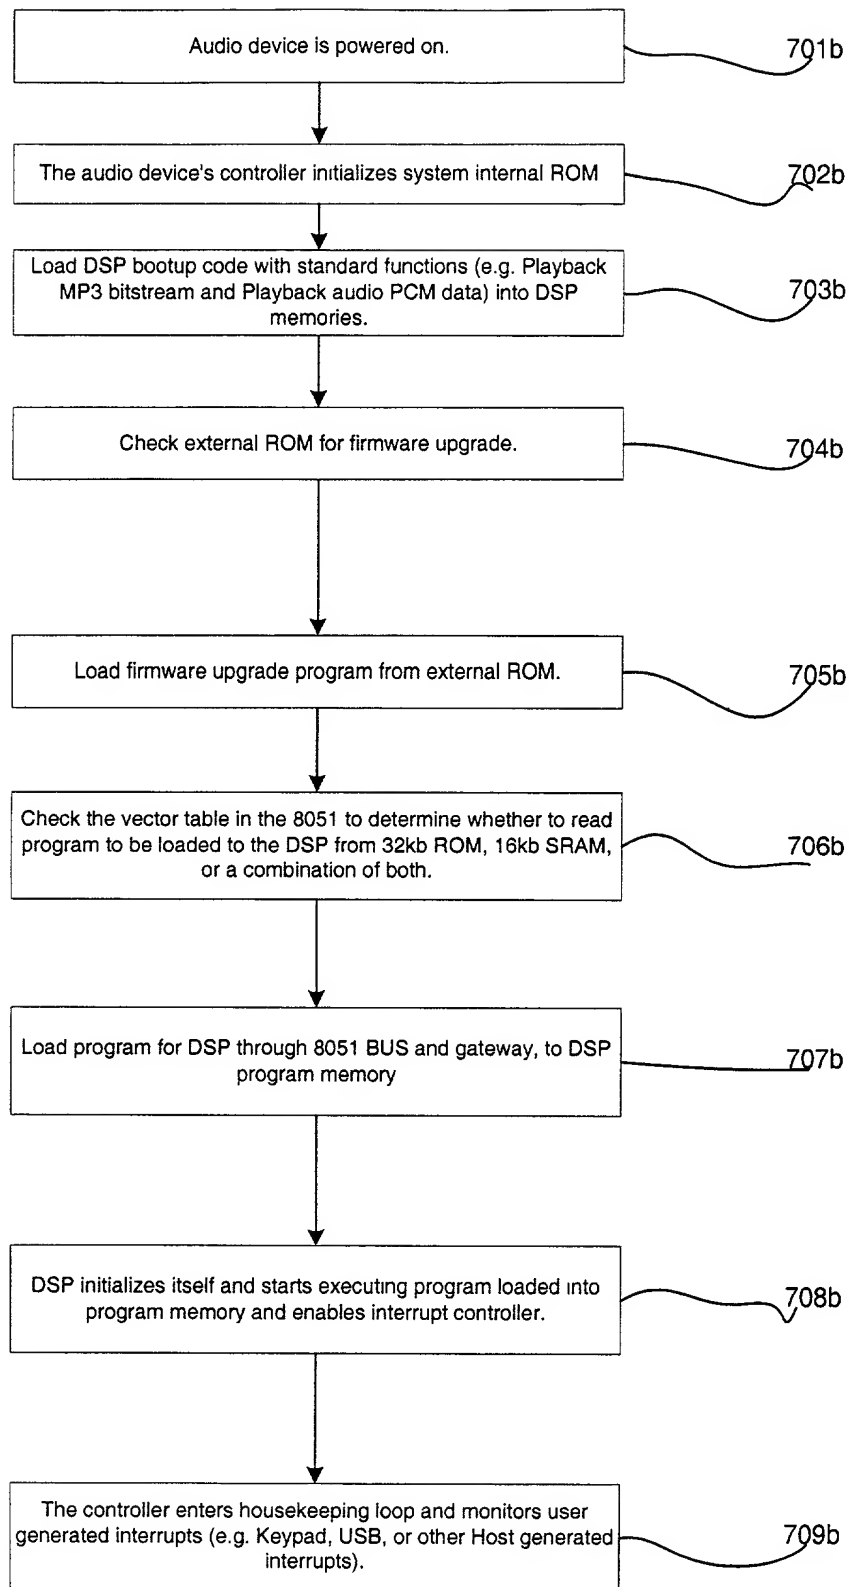 Audio device is powered on.
701b
The audio device's controller initializes system internal ROM
702b
Load DSP bootup code with standard functions (e.g. Playback
MP3 bitstream and Playback audio PCM data) into DSP
memories.
703b
Check external ROM for firmware upgrade.
704b
Load firmware upgrade program from external ROM.
705b
Check the vector table in the 8051 to determine whether to read
program to be loaded to the DSP from 32kb ROM, 16kb SRAM,
or a combination of both.
706b
Load program for DSP through 8051 BUS and gateway, to DSP
program memory
707b
DSP initializes itself and starts executing program loaded into
program memory and enables interrupt controller.
708b
The controller enters housekeeping loop and monitors user
generated interrupts (e.g. Keypad, USB, or other Host generated
interrupts).
709b